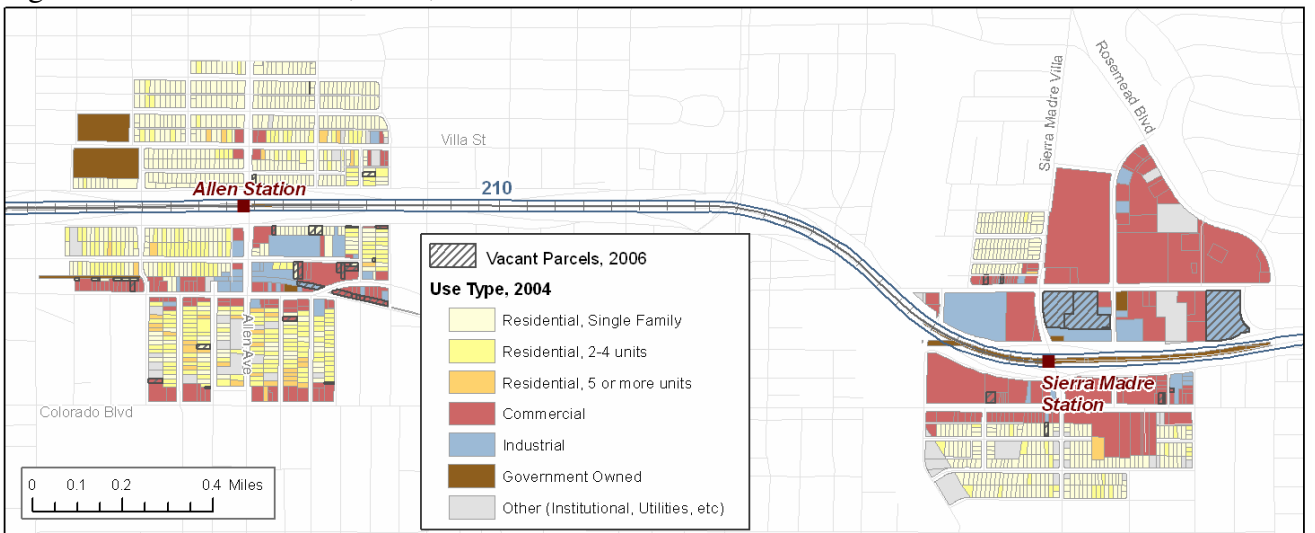 Villa St
Sierra Madre Villa
Rosemead Blvd
Allen Station
210
Vacant Parcels, 2006
Use Type, 2004
Residential, Single Family
Residential, 2-4 units
Residential, 5 or more units
Commercial
Industrial
Government Owned
Other (Institutional, Utilities, etc)
Allen Ave
Sierra Madre
Station
Colorado Blvd
0 0.1 0.2 0.4 Miles